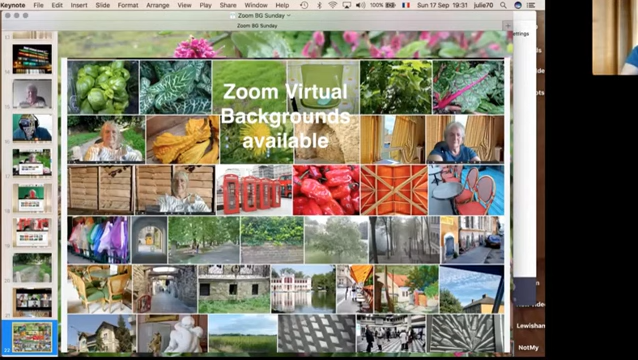 Keynote File Edit Insert Slide Format Arrange View Play Share Window Help 100% Sun 17 Sep 19:31 julie70
Zoom BG Sunday
Zoom BG Sunday
Zoom Virtual
Backgrounds
available
22
Lewishan
NotMy